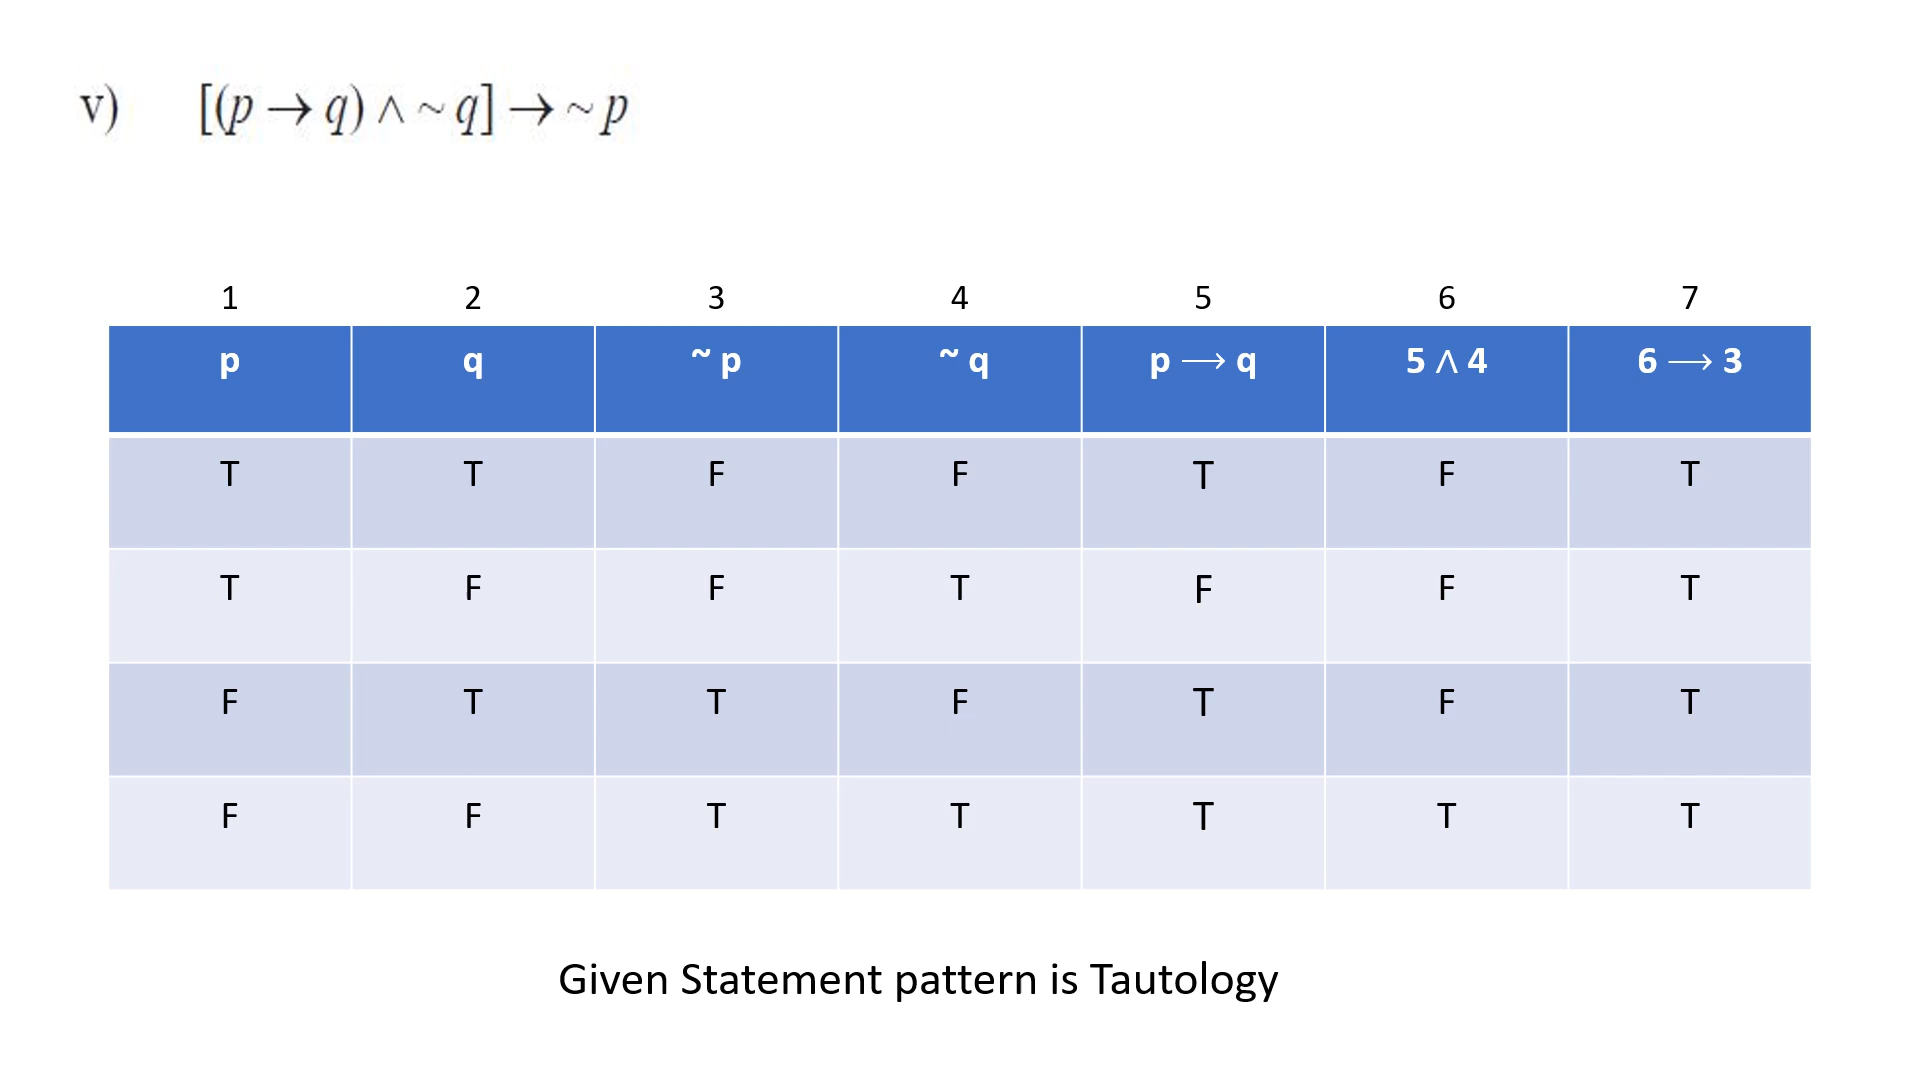 v) [(p → q) ∧ ~ q] → ~ p
1 2 3 4 5 6 7
p q ~ p ~ q p ⟶ q 5 ∧ 4 6 ⟶ 3
T T F F T F T
T F F T F F T
F T T F T F T
F F T T T T T
Given Statement pattern is Tautology